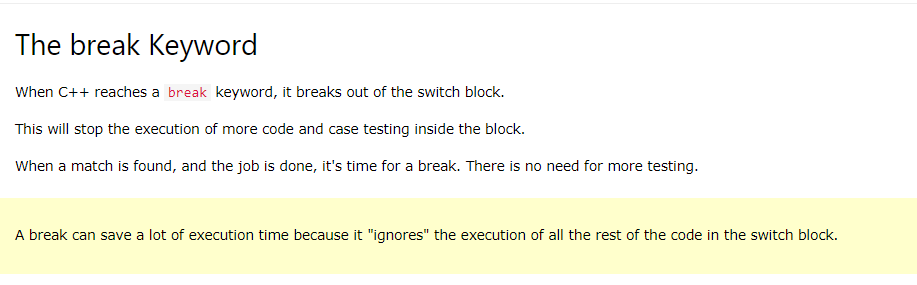 The break Keyword
When C++ reaches a break keyword, it breaks out of the switch block.
This will stop the execution of more code and case testing inside the block.
When a match is found, and the job is done, it's time for a break. There is no need for more testing.
A break can save a lot of execution time because it "ignores" the execution of all the rest of the code in the switch block.